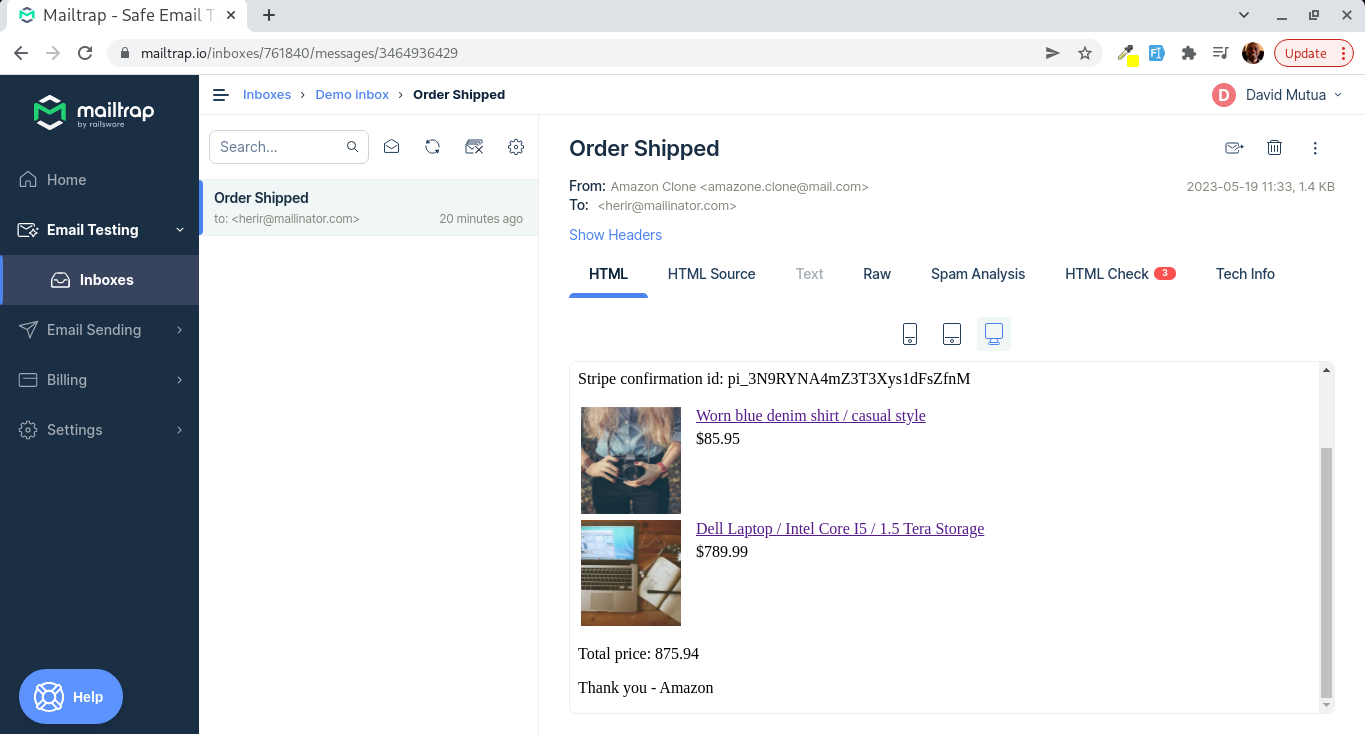 Mailtrap - Safe Email T
mailtrap.io/inboxes/761840/messages/3464936429
Update
mailtrap
by railsware
Home
Email Testing
Inboxes
Email Sending
Billing
Settings
Help
Inboxes › Demo inbox › Order Shipped
D David Mutua
Search...
Order Shipped
to: <herir@mailinator.com> 20 minutes ago
Order Shipped
From: Amazon Clone <amazone.clone@mail.com> 2023-05-19 11:33, 1.4 KB
To: <herir@mailinator.com>
Show Headers
HTML HTML Source Text Raw Spam Analysis HTML Check 3 Tech Info
Stripe confirmation id: pi_3N9RYNA4mZ3T3Xys1dFsZfnM
Worn blue denim shirt / casual style
$85.95
Dell Laptop / Intel Core I5 / 1.5 Tera Storage
$789.99
Total price: 875.94
Thank you - Amazon